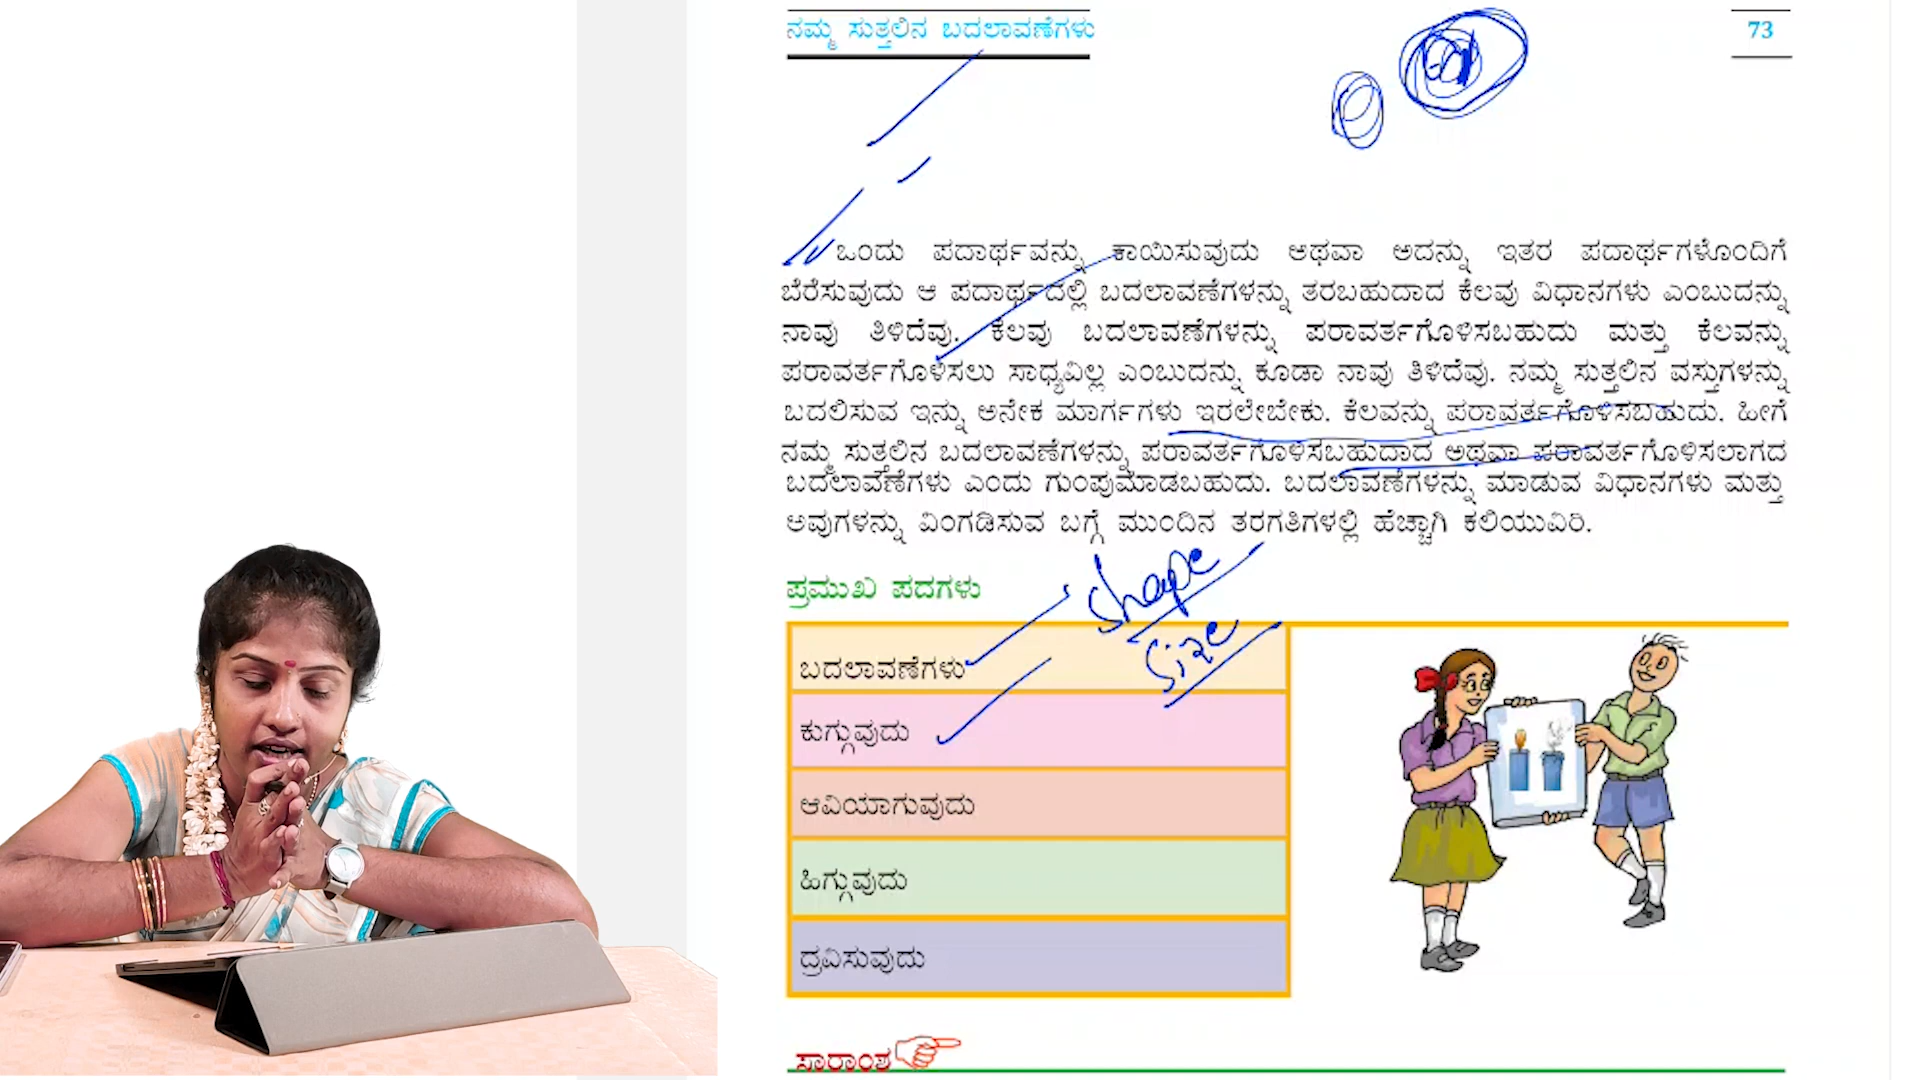 ನಮ್ಮ ಸುತ್ತಲಿನ ಬದಲಾವಣೆಗಳು
73
ಒಂದು ಪದಾರ್ಥವನ್ನು ಕಾಯಿಸುವುದು ಅಥವಾ ಅದನ್ನು ಇತರ ಪದಾರ್ಥಗಳೊಂದಿಗೆ
ಬೆರೆಸುವುದು ಆ ಪದಾರ್ಥದಲ್ಲಿ ಬದಲಾವಣೆಗಳನ್ನು ತರಬಹುದಾದ ಕೆಲವು ವಿಧಾನಗಳು ಎಂಬುದನ್ನು
ನಾವು ತಿಳಿದೆವು. ಕೆಲವು ಬದಲಾವಣೆಗಳನ್ನು ಪರಾವರ್ತಗೊಳಿಸಬಹುದು ಮತ್ತು ಕೆಲವನ್ನು
ಪರಾವರ್ತಗೊಳಿಸಲು ಸಾಧ್ಯವಿಲ್ಲ ಎಂಬುದನ್ನು ಕೂಡಾ ನಾವು ತಿಳಿದೆವು. ನಮ್ಮ ಸುತ್ತಲಿನ ವಸ್ತುಗಳನ್ನು
ಬದಲಿಸುವ ಇನ್ನು ಅನೇಕ ಮಾರ್ಗಗಳು ಇರಲೇಬೇಕು. ಕೆಲವನ್ನು ಪರಾವರ್ತಗೊಳಿಸಬಹುದು. ಹೀಗೆ
ನಮ್ಮ ಸುತ್ತಲಿನ ಬದಲಾವಣೆಗಳನ್ನು ಪರಾವರ್ತಗೊಳಿಸಬಹುದಾದ ಅಥವಾ ಪರಾವರ್ತಗೊಳಿಸಲಾಗದ
ಬದಲಾವಣೆಗಳು ಎಂದು ಗುಂಪುಮಾಡಬಹುದು. ಬದಲಾವಣೆಗಳನ್ನು ಮಾಡುವ ವಿಧಾನಗಳು ಮತ್ತು
ಅವುಗಳನ್ನು ವಿಂಗಡಿಸುವ ಬಗ್ಗೆ ಮುಂದಿನ ತರಗತಿಗಳಲ್ಲಿ ಹೆಚ್ಚಾಗಿ ಕಲಿಯುವಿರಿ.
Shape
ಪ್ರಮುಖ ಪದಗಳು
Size
ಬದಲಾವಣೆಗಳು
ಕುಗ್ಗುವುದು
ಆವಿಯಾಗುವುದು
ಹಿಗ್ಗುವುದು
ದ್ರವಿಸುವುದು
ಸಾರಾಂಶ